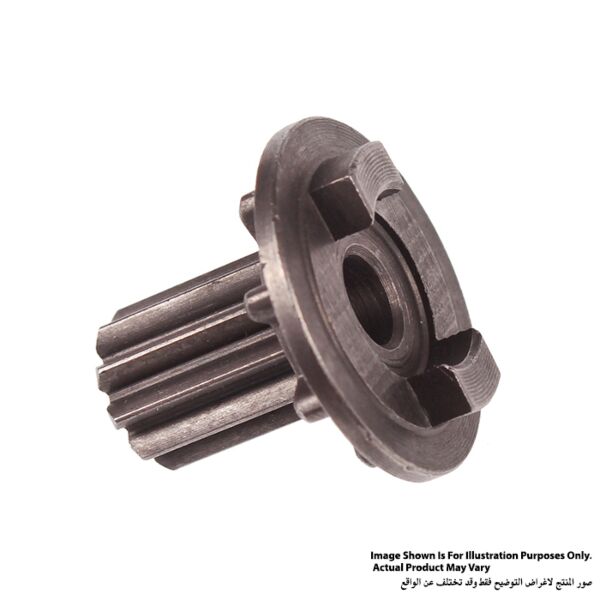 Image Shown Is For Illustration Purposes Only.
Actual Product May Vary
صور المنتج لاغراض التوضيح فقط وقد تختلف عن الواقع